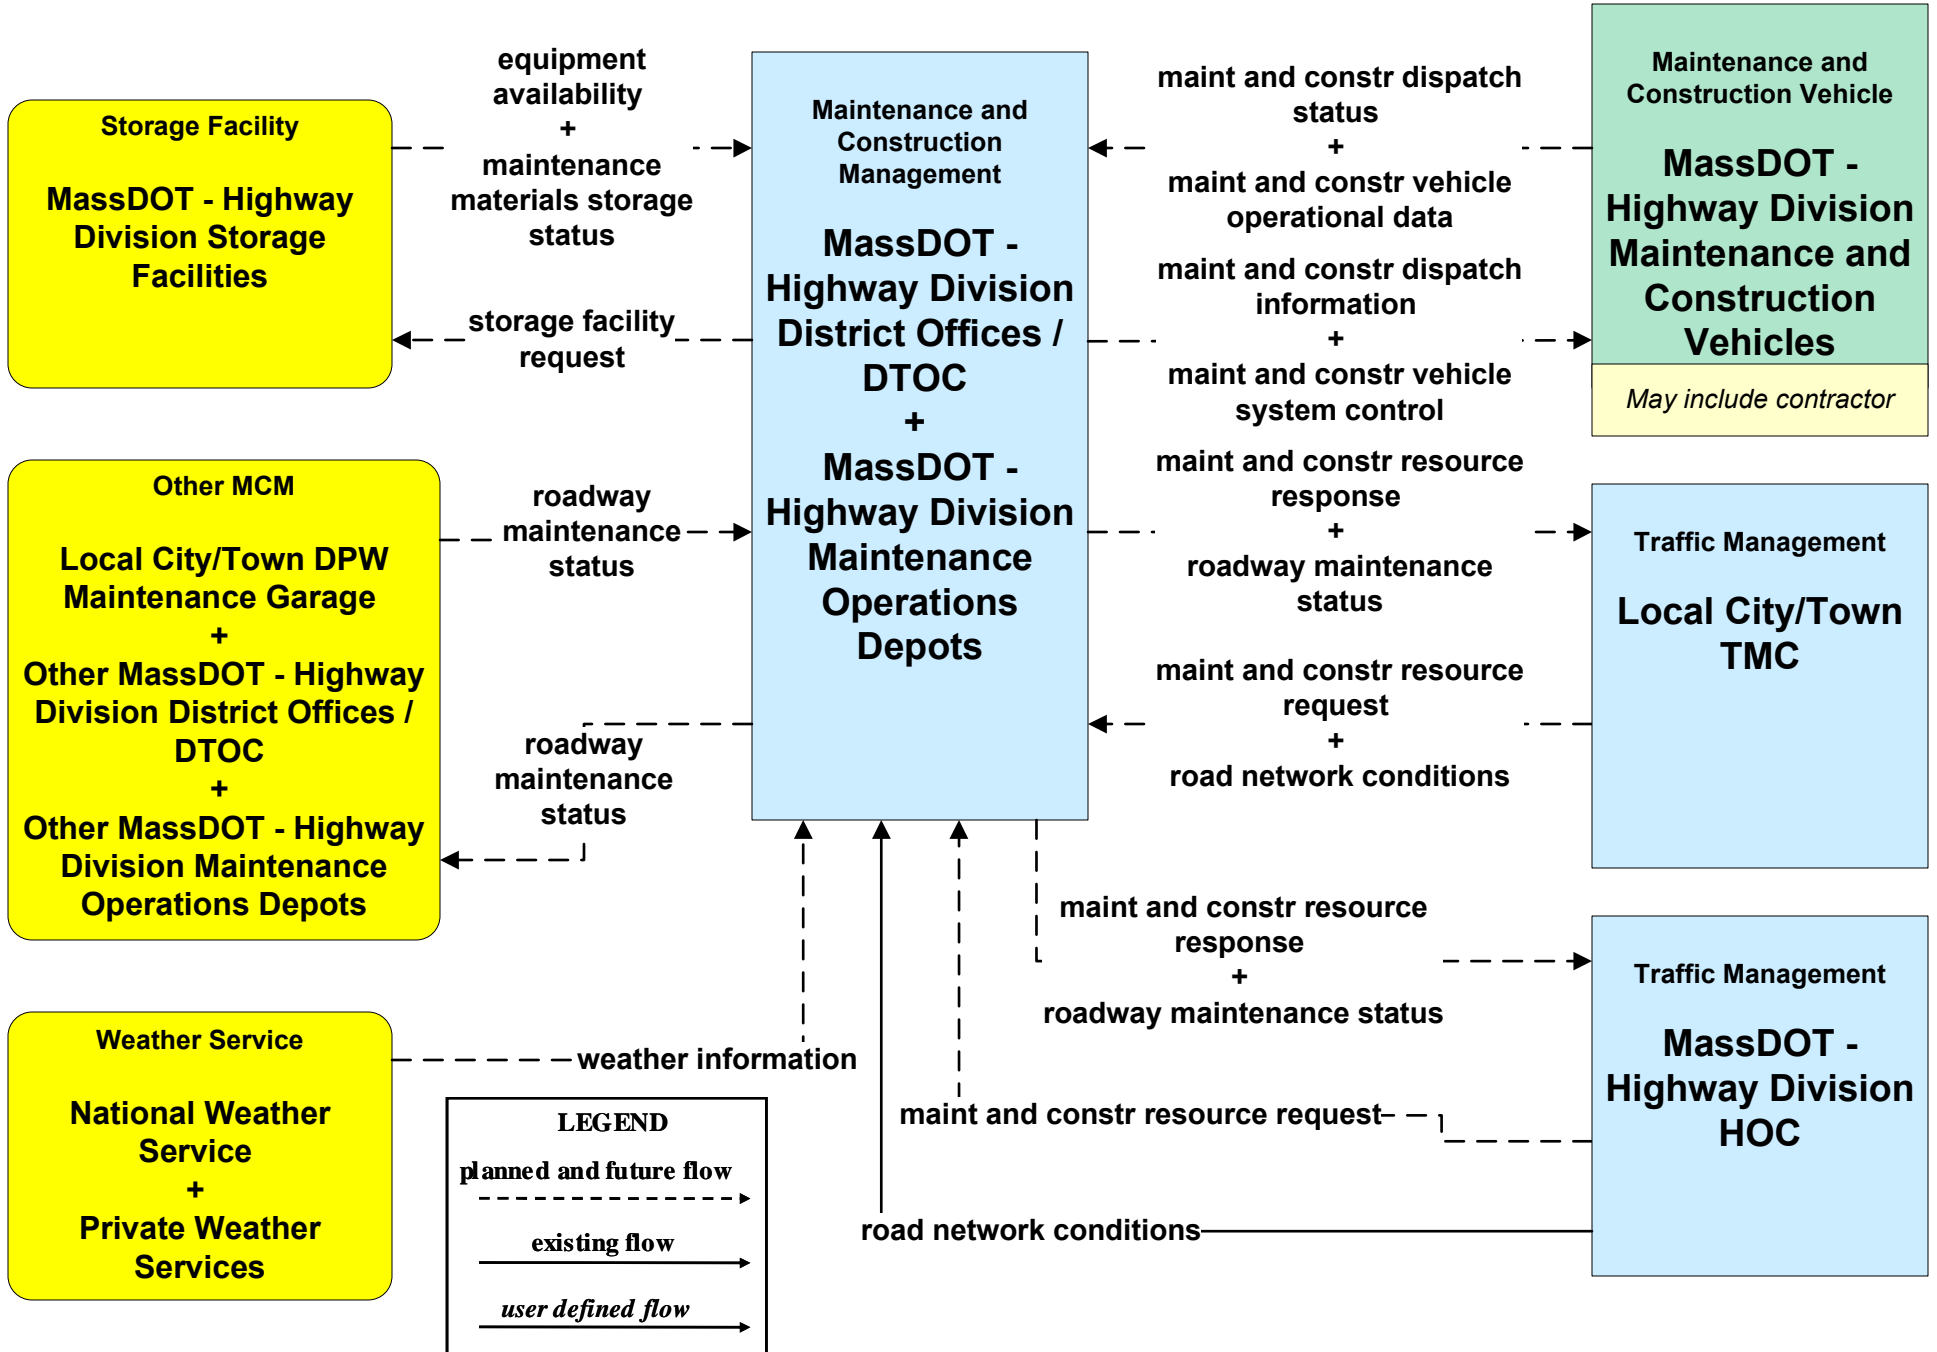 Storage Facility
MassDOT - Highway
Division Storage
Facilities
equipment
availability
+
maintenance
materials storage
status
storage facility
request
Other MCM
Local City/Town DPW
Maintenance Garage
+
Other MassDOT - Highway
Division District Offices /
DTOC
+
Other MassDOT - Highway
Division Maintenance
Operations Depots
roadway
maintenance
status
roadway
maintenance
status
Weather Service
National Weather
Service
+
Private Weather
Services
weather information
Maintenance and
Construction
Management
MassDOT -
Highway Division
District Offices /
DTOC
+
MassDOT -
Highway Division
Maintenance
Operations
Depots
maint and constr dispatch
status
+
maint and constr vehicle
operational data
maint and constr dispatch
information
+
maint and constr vehicle
system control
Maintenance and
Construction Vehicle
MassDOT -
Highway Division
Maintenance and
Construction
Vehicles
May include contractor
maint and constr resource
response
+
roadway maintenance
status
maint and constr resource
request
+
road network conditions
Traffic Management
Local City/Town
TMC
maint and constr resource
response
+
roadway maintenance status
maint and constr resource request
road network conditions
Traffic Management
MassDOT -
Highway Division
HOC
LEGEND
planned and future flow
existing flow
user defined flow